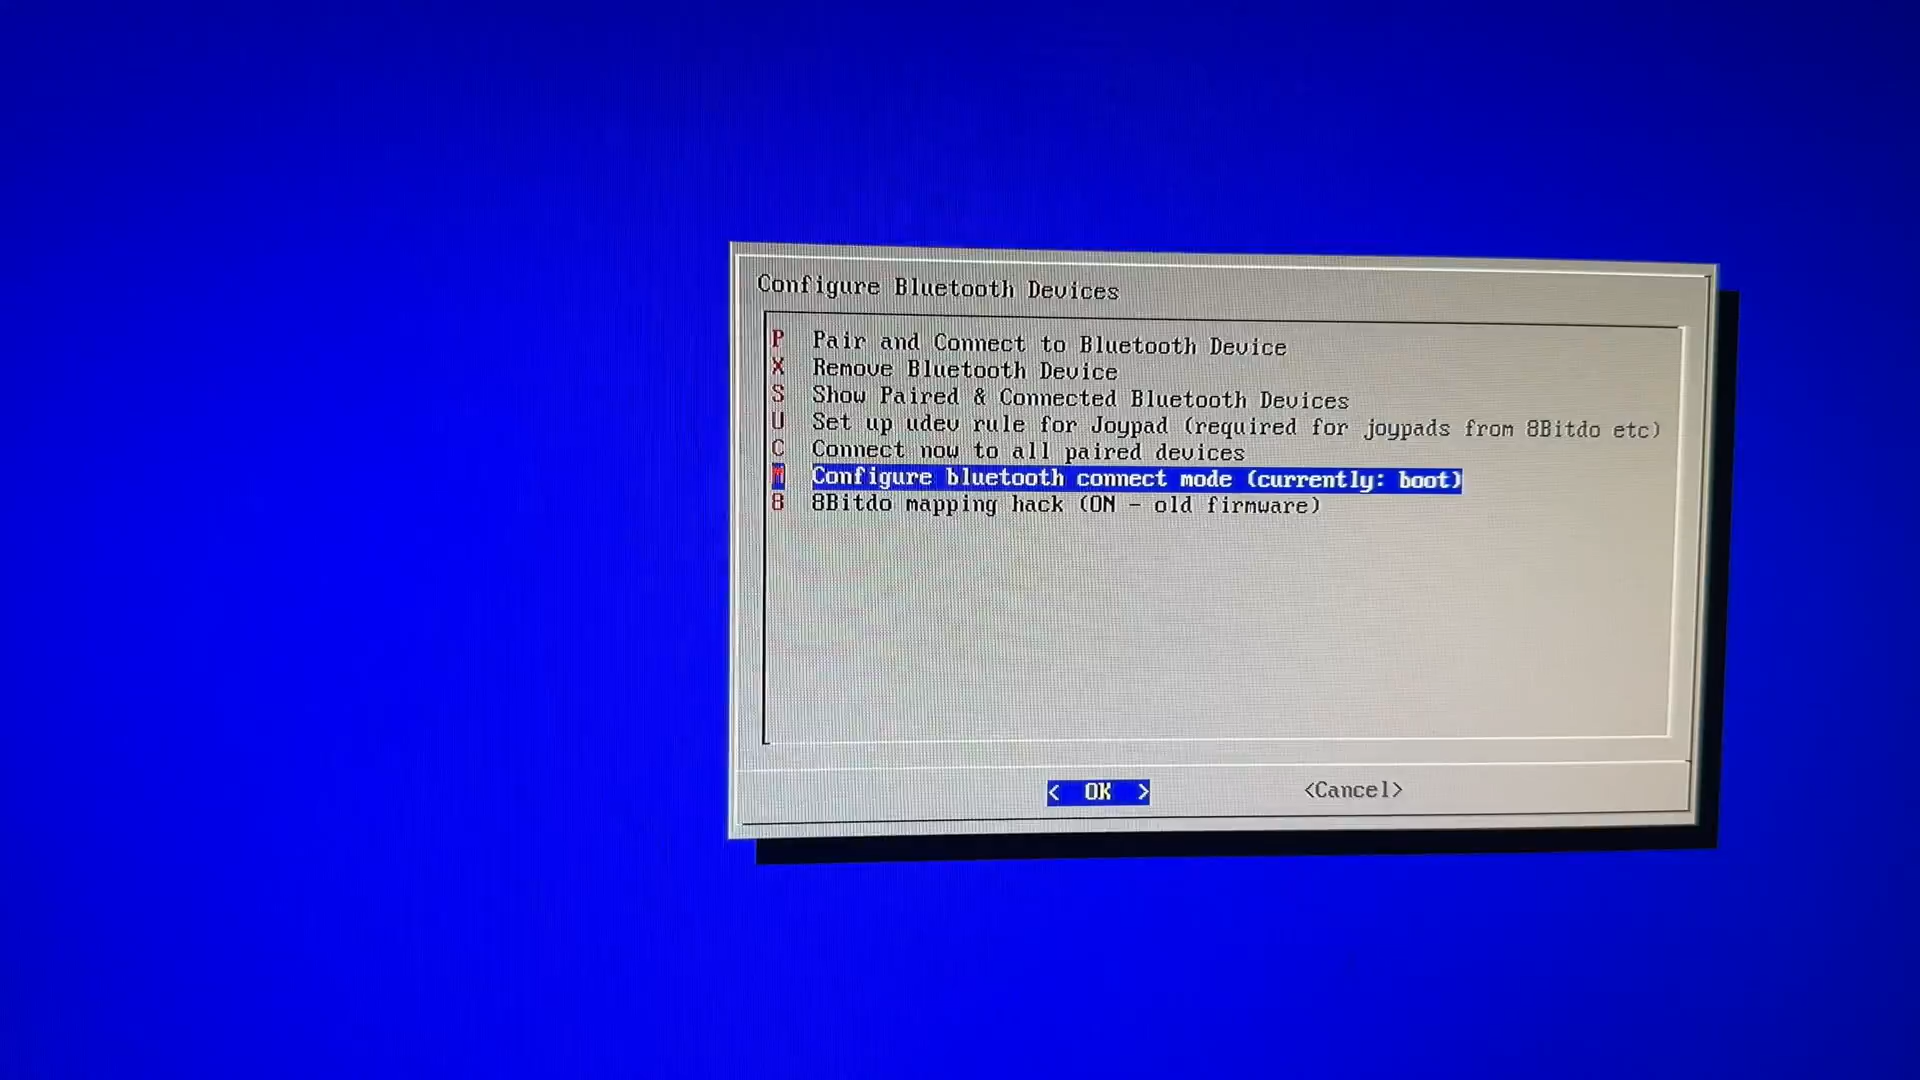 Configure Bluetooth Devices
P Pair and Connect to Bluetooth Device
X Remove Bluetooth Device
S Show Paired & Connected Bluetooth Devices
U Set up udev rule for Joypad (required for joypads from 8Bitdo etc)
C Connect now to all paired devices
M Configure bluetooth connect mode (currently: boot)
8 8Bitdo mapping hack (ON - old firmware)
< OK > <Cancel>